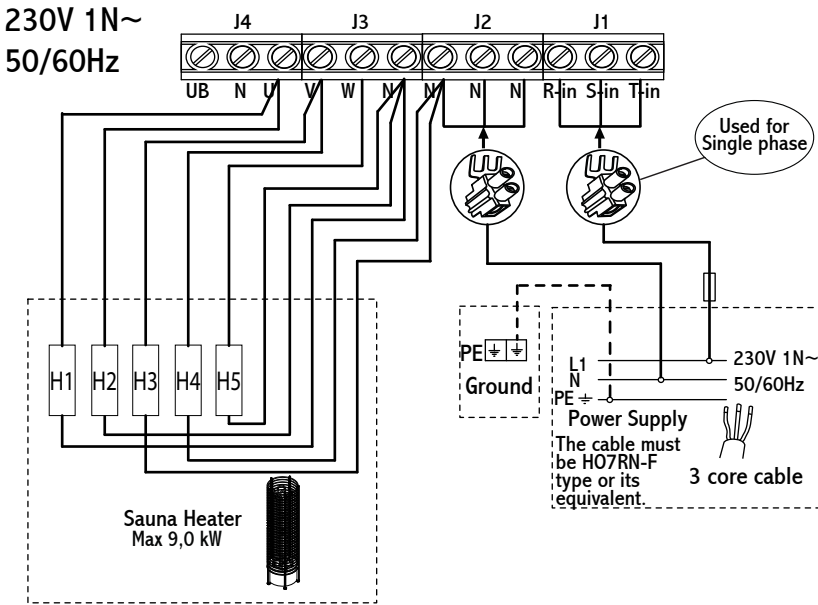 230V 1N~
50/60Hz
J4 J3 J2 J1
UB N U V W N N N N R-in S-in T-in
Used for
Single phase
H1 H2 H3 H4 H5
PE
Ground
L1
N
PE
230V 1N~
50/60Hz
Power Supply
The cable must
be HO7RN-F
type or its
equivalent.
3 core cable
Sauna Heater
Max 9,0 kW